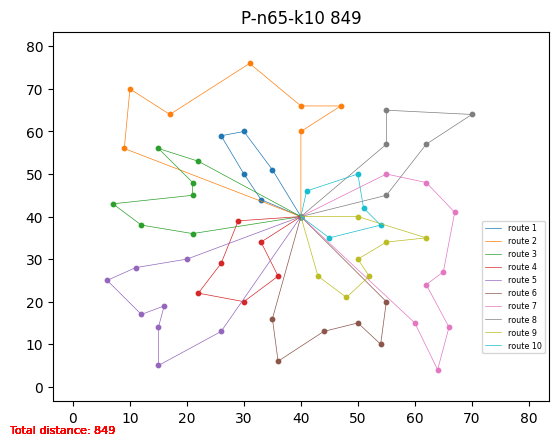 P-n65-k10 849
80
70
60
50
40
30
20
10
0
route 1
route 2
route 3
route 4
route 5
route 6
route 7
route 8
route 9
route 10
0 10 20 30 40 50 60 70 80
Total distance: 849